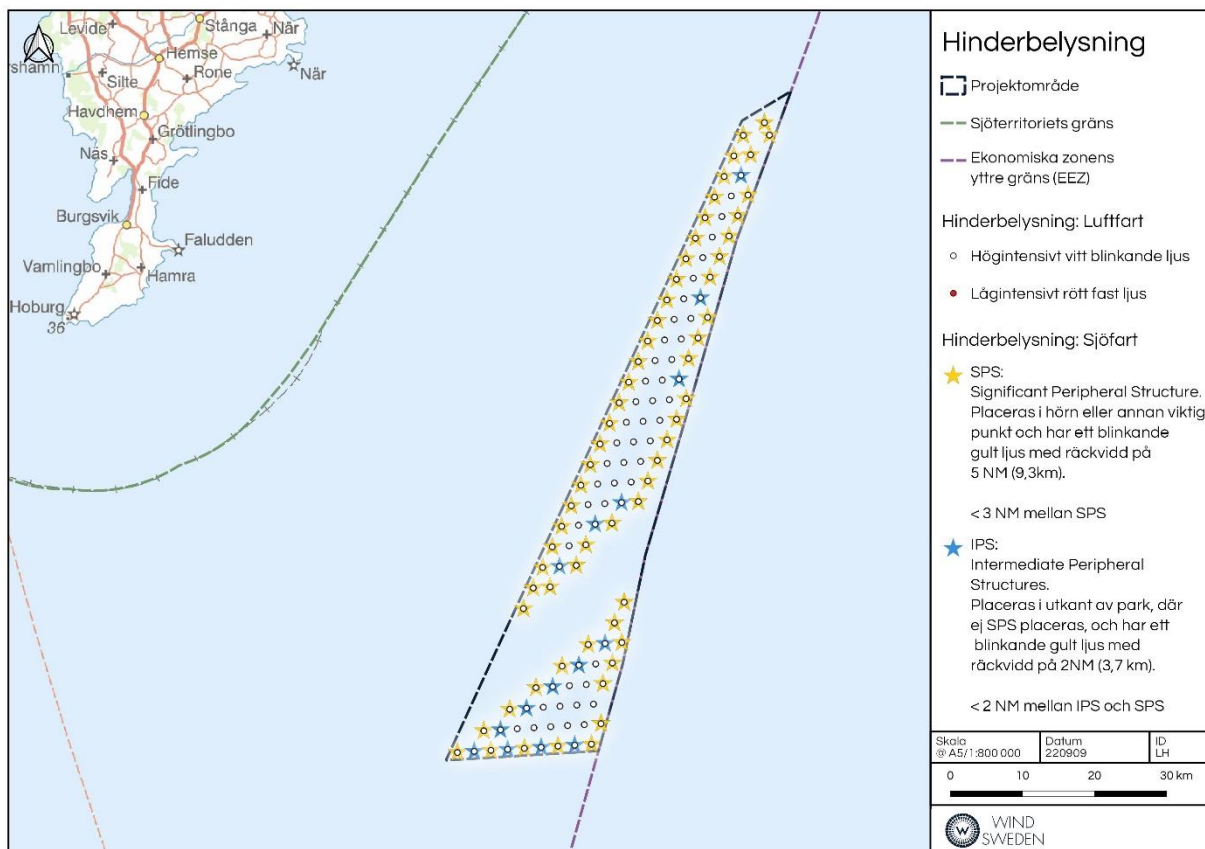 Levide
Stånga
När
Hemse
rshamn
Silte
Rone
När
Havdhem
Grötlingbo
Näs
Fide
Burgsvik
Faludden
Vamlingbo
Hamra
Hoburg
36
Hinderbelysning
Projektområde
Sjöterritoriets gräns
Ekonomiska zonens
yttre gräns (EEZ)
Hinderbelysning: Luftfart
Högintensivt vitt blinkande ljus
Lågintensivt rött fast ljus
Hinderbelysning: Sjöfart
SPS:
Significant Peripheral Structure.
Placeras i hörn eller annan viktig
punkt och har ett blinkande
gult ljus med räckvidd på
5 NM (9,3km).
< 3 NM mellan SPS
IPS:
Intermediate Peripheral
Structures.
Placeras i utkant av park, där
ej SPS placeras, och har ett
blinkande gult ljus med
räckvidd på 2NM (3,7 km).
< 2 NM mellan IPS och SPS
Skala
@ A5/1:800 000
Datum
220909
ID
LH
0 10 20 30 km
W
WIND
SWEDEN